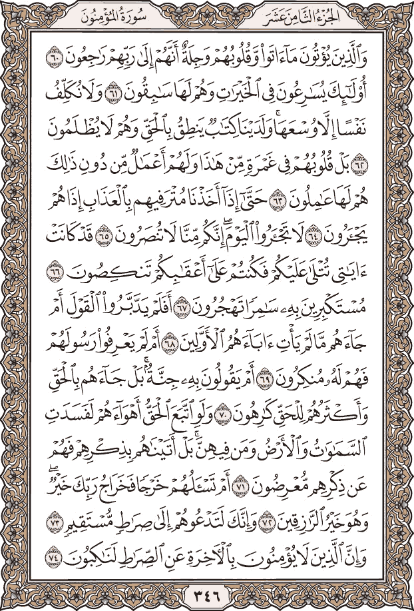 الجزء الثامن عشر سورة المؤمنون
وَالَّذِينَ يُؤْتُونَ مَا ءَاتَوا۟ وَّقُلُوبُهُمْ وَجِلَةٌ أَنَّهُمْ إِلَىٰ رَبِّهِمْ رَٰجِعُونَ ٦٠
أُو۟لَـٰٓئِكَ يُسَـٰرِعُونَ فِى ٱلْخَيْرَٰتِ وَهُمْ لَهَا سَـٰبِقُونَ ٦١ وَلَا نُكَلِّفُ
نَفْسًا إِلَّا وُسْعَهَا ۖ وَلَدَيْنَا كِتَـٰبٌ يَنطِقُ بِٱلْحَقِّ وَهُمْ لَا يُظْلَمُونَ
٦٢ بَلْ قُلُوبُهُمْ فِى غَمْرَةٍ مِّنْ هَـٰذَا وَلَهُمْ أَعْمَـٰلٌ مِّن دُونِ ذَٰلِكَ
هُمْ لَهَا عَـٰمِلُونَ ٦٣ حَتَّىٰٓ إِذَآ أَخَذْنَا مُتْرَفِيهِم بِٱلْعَذَابِ إِذَا هُمْ
يَجْـَٔرُونَ ٦٤ لَا تَجْـَٔرُوا۟ ٱلْيَوْمَ ۖ إِنَّكُم مِّنَّا لَا تُنصَرُونَ ٦٥ قَدْ كَانَتْ
ءَايَـٰتِى تُتْلَىٰ عَلَيْكُمْ فَكُنتُمْ عَلَىٰٓ أَعْقَـٰبِكُمْ تَنكِصُونَ ٦٦
مُسْتَكْبِرِينَ بِهِۦ سَـٰمِرًا تَهْجُرُونَ ٦٧ أَفَلَمْ يَدَّبَّرُوا۟ ٱلْقَوْلَ أَمْ
جَآءَهُم مَّا لَمْ يَأْتِ ءَابَآءَهُمُ ٱلْأَوَّلِينَ ٦٨ أَمْ لَمْ يَعْرِفُوا۟ رَسُولَهُمْ
فَهُمْ لَهُۥ مُنكِرُونَ ٦٩ أَمْ يَقُولُونَ بِهِۦ جِنَّةٌۢ ۚ بَلْ جَآءَهُم بِٱلْحَقِّ
وَأَكْثَرُهُمْ لِلْحَقِّ كَـٰرِهُونَ ٧٠ وَلَوِ ٱتَّبَعَ ٱلْحَقُّ أَهْوَآءَهُمْ لَفَسَدَتِ
ٱلسَّمَـٰوَٰتُ وَٱلْأَرْضُ وَمَن فِيهِنَّ ۚ بَلْ أَتَيْنَـٰهُم بِذِكْرِهِمْ فَهُمْ
عَن ذِكْرِهِم مُّعْرِضُونَ ٧١ أَمْ تَسْـَٔلُهُمْ خَرْجًا فَخَرَاجُ رَبِّكَ خَيْرٌ ۖ
وَهُوَ خَيْرُ ٱلرَّٰزِقِينَ ٧٢ وَإِنَّكَ لَتَدْعُوهُمْ إِلَىٰ صِرَٰطٍ مُّسْتَقِيمٍ ٧٣
وَإِنَّ ٱلَّذِينَ لَا يُؤْمِنُونَ بِٱلْـَٔاخِرَةِ عَنِ ٱلصِّرَٰطِ لَنَـٰكِبُونَ ٧٤
٣٤٦